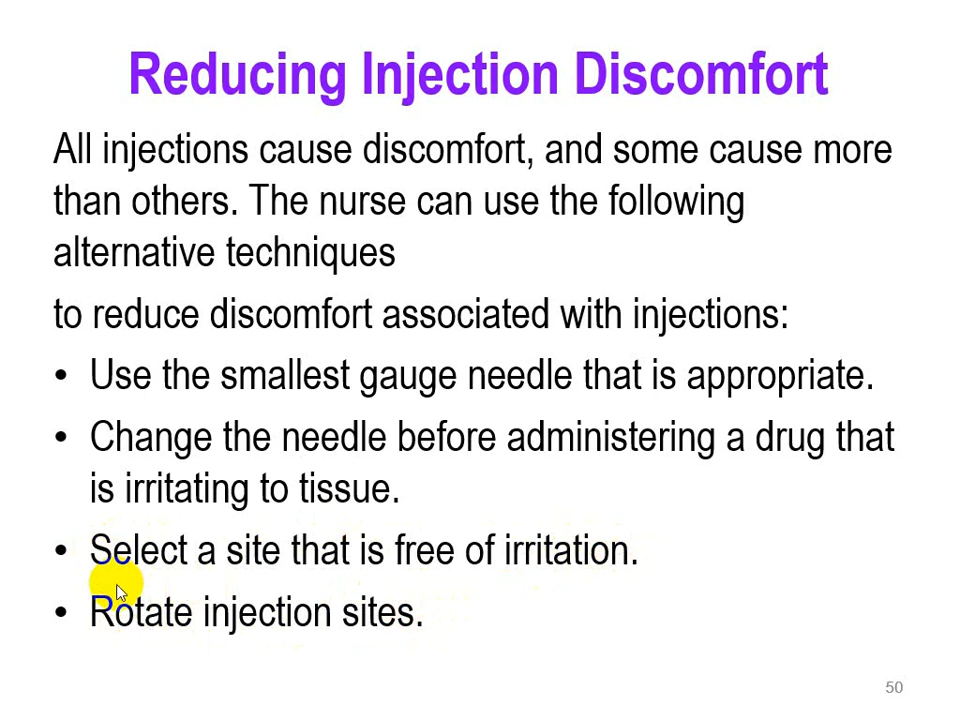 Reducing Injection Discomfort
All injections cause discomfort, and some cause more
than others. The nurse can use the following
alternative techniques
to reduce discomfort associated with injections:
• Use the smallest gauge needle that is appropriate.
• Change the needle before administering a drug that
is irritating to tissue.
• Select a site that is free of irritation.
• Rotate injection sites.
50